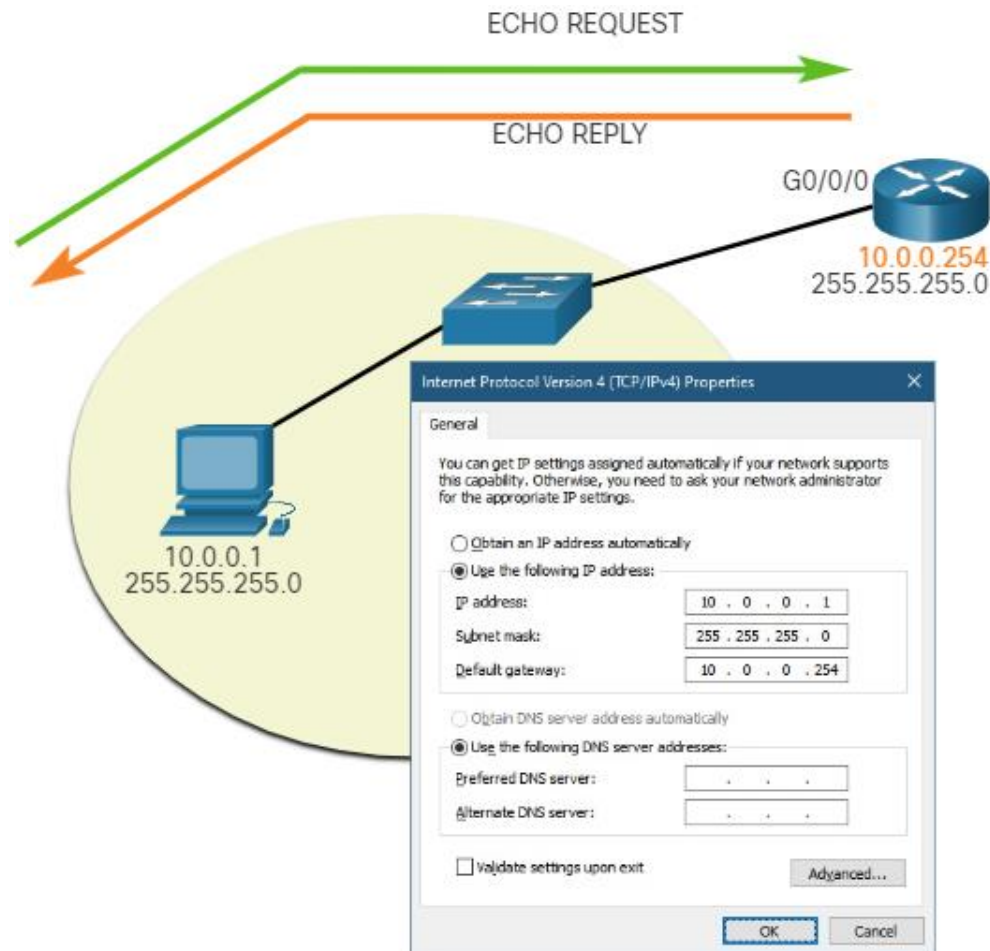 ECHO REQUEST
ECHO REPLY
G0/0/0
10.0.0.254
255.255.255.0
10.0.0.1
255.255.255.0
Internet Protocol Version 4 (TCP/IPv4) Properties
General
You can get IP settings assigned automatically if your network supports
this capability. Otherwise, you need to ask your network administrator
for the appropriate IP settings.
Obtain an IP address automatically
Use the following IP address:
IP address:
10 . 0 . 0 . 1
Subnet mask:
255 . 255 . 255 . 0
Default gateway:
10 . 0 . 0 . 254
Obtain DNS server address automatically
Use the following DNS server addresses:
Preferred DNS server:
. . .
Alternate DNS server:
. . .
Validate settings upon exit
Advanced...
OK
Cancel